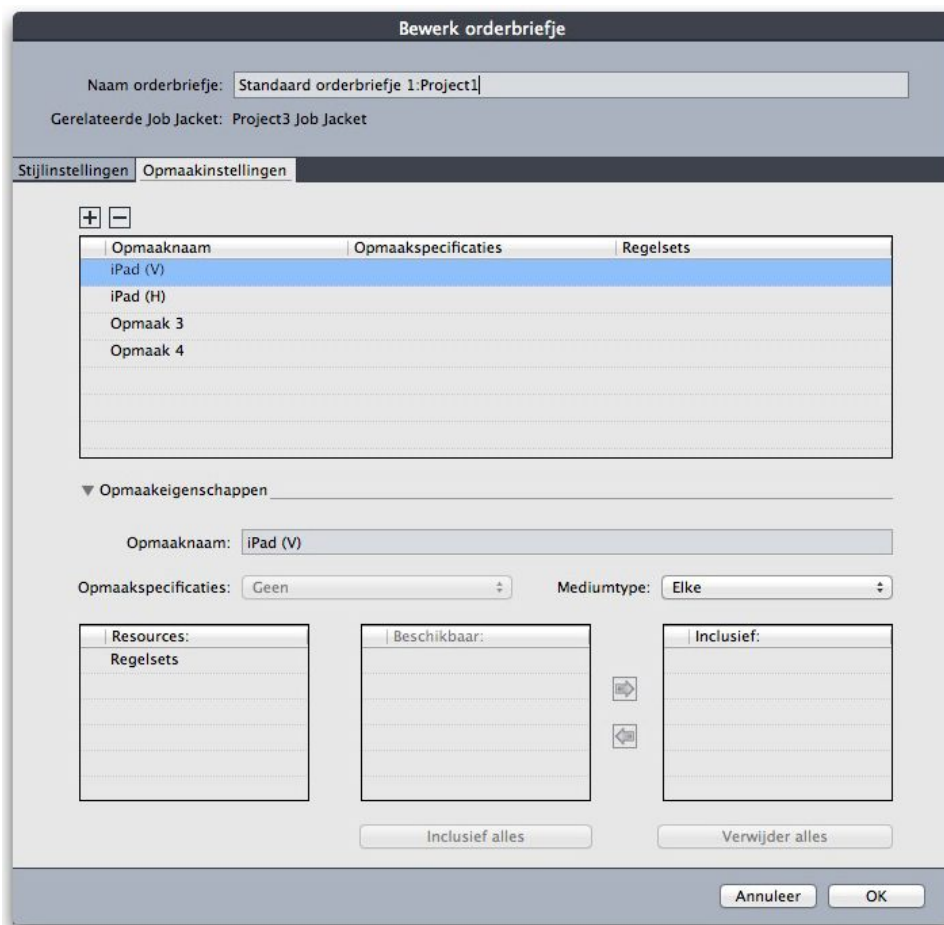 Bewerk orderbriefje
Naam orderbriefje: Standaard orderbriefje 1:Project1
Gerelateerde Job Jacket: Project3 Job Jacket
Stijlinstellingen Opmaakinstellingen
Opmaaknaam Opmaakspecificaties Regelsets
iPad (V)
iPad (H)
Opmaak 3
Opmaak 4
Opmaakeigenschappen
Opmaaknaam: iPad (V)
Opmaakspecificaties: Geen Mediumtype: Elke
Resources: Beschikbaar: Inclusief:
Regelsets
Inclusief alles Verwijder alles
Annuleer OK